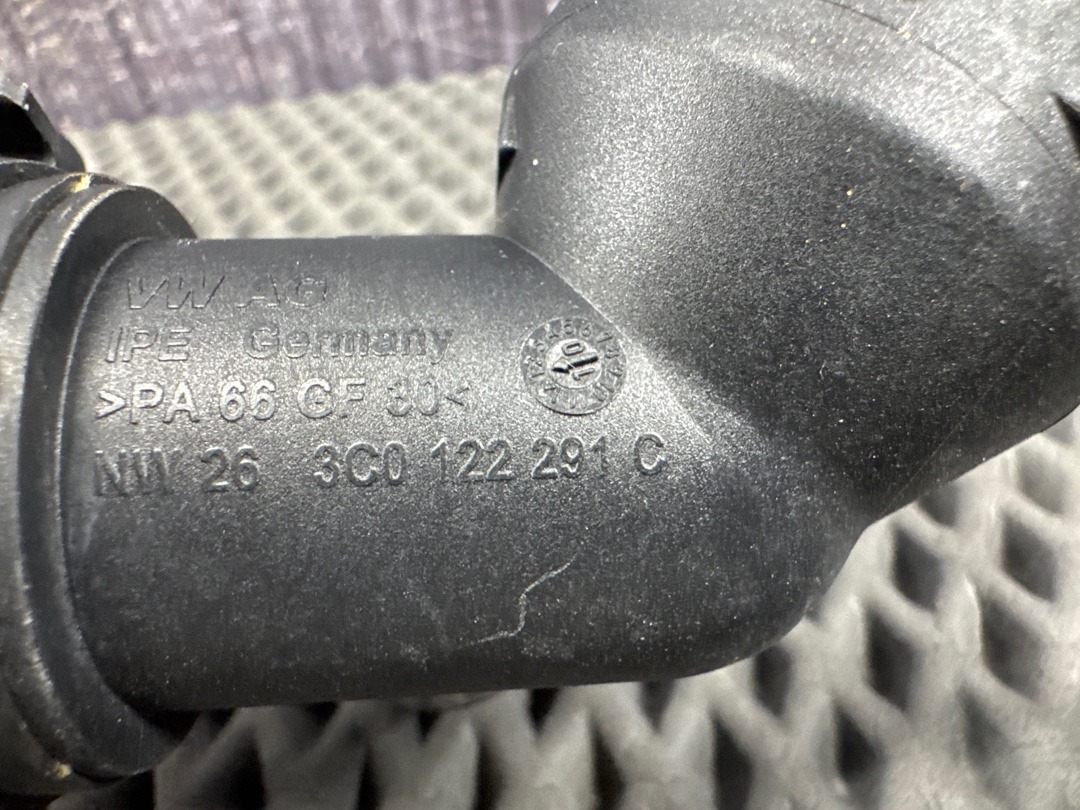 VW AG
IPE Germany
>PA 66 GF 30<
NW 26 3C0 122 291 C